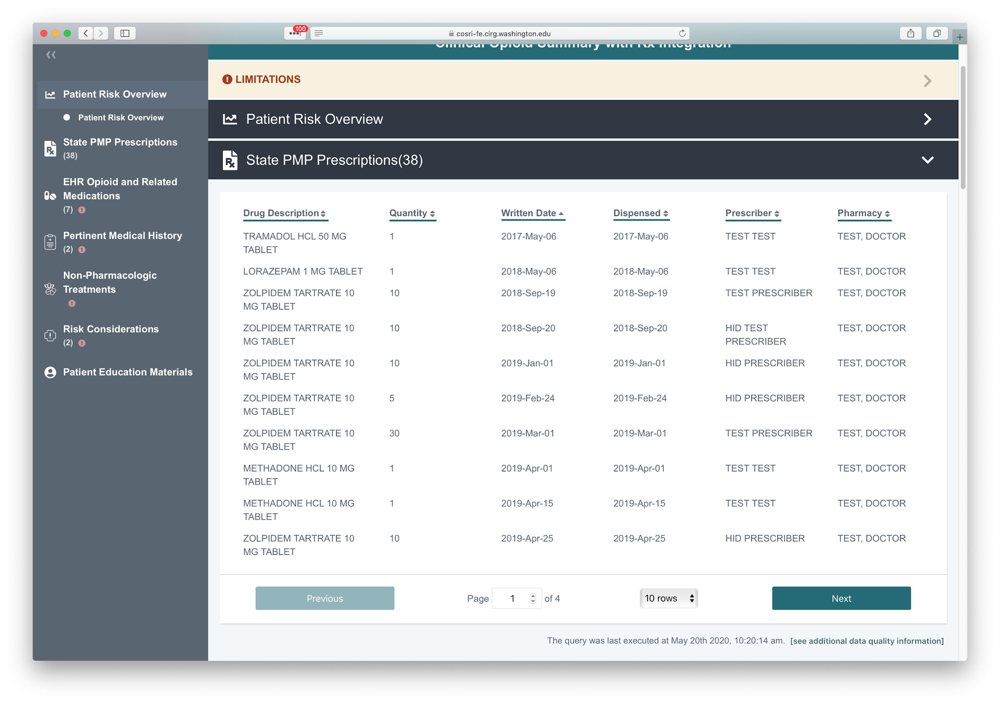 100
cosri-fe.cirg.washington.edu
Clinical Opioid Summary with Rx Integration
Patient Risk Overview
Patient Risk Overview
State PMP Prescriptions
(38)
EHR Opioid and Related
Medications
(7)
Pertinent Medical History
(2)
Non-Pharmacologic
Treatments
Risk Considerations
(2)
Patient Education Materials
LIMITATIONS
Patient Risk Overview
State PMP Prescriptions(38)
Drug Description Quantity Written Date Dispensed Prescriber Pharmacy
TRAMADOL HCL 50 MG 1 2017-May-06 2017-May-06 TEST TEST TEST, DOCTOR
TABLET
LORAZEPAM 1 MG TABLET 1 2018-May-06 2018-May-06 TEST TEST TEST, DOCTOR
ZOLPIDEM TARTRATE 10 10 2018-Sep-19 2018-Sep-19 TEST PRESCRIBER TEST, DOCTOR
MG TABLET
ZOLPIDEM TARTRATE 10 10 2018-Sep-20 2018-Sep-20 HID TEST TEST, DOCTOR
MG TABLET PRESCRIBER
ZOLPIDEM TARTRATE 10 10 2019-Jan-01 2019-Jan-01 HID PRESCRIBER TEST, DOCTOR
MG TABLET
ZOLPIDEM TARTRATE 10 5 2019-Feb-24 2019-Feb-24 HID PRESCRIBER TEST, DOCTOR
MG TABLET
ZOLPIDEM TARTRATE 10 30 2019-Mar-01 2019-Mar-01 TEST PRESCRIBER TEST, DOCTOR
MG TABLET
METHADONE HCL 10 MG 1 2019-Apr-01 2019-Apr-01 TEST TEST TEST, DOCTOR
TABLET
METHADONE HCL 10 MG 1 2019-Apr-15 2019-Apr-15 TEST TEST TEST, DOCTOR
TABLET
ZOLPIDEM TARTRATE 10 10 2019-Apr-25 2019-Apr-25 HID PRESCRIBER TEST, DOCTOR
MG TABLET
Previous Page 1 of 4 10 rows Next
The query was last executed at May 20th 2020, 10:20:14 am. [see additional data quality information]